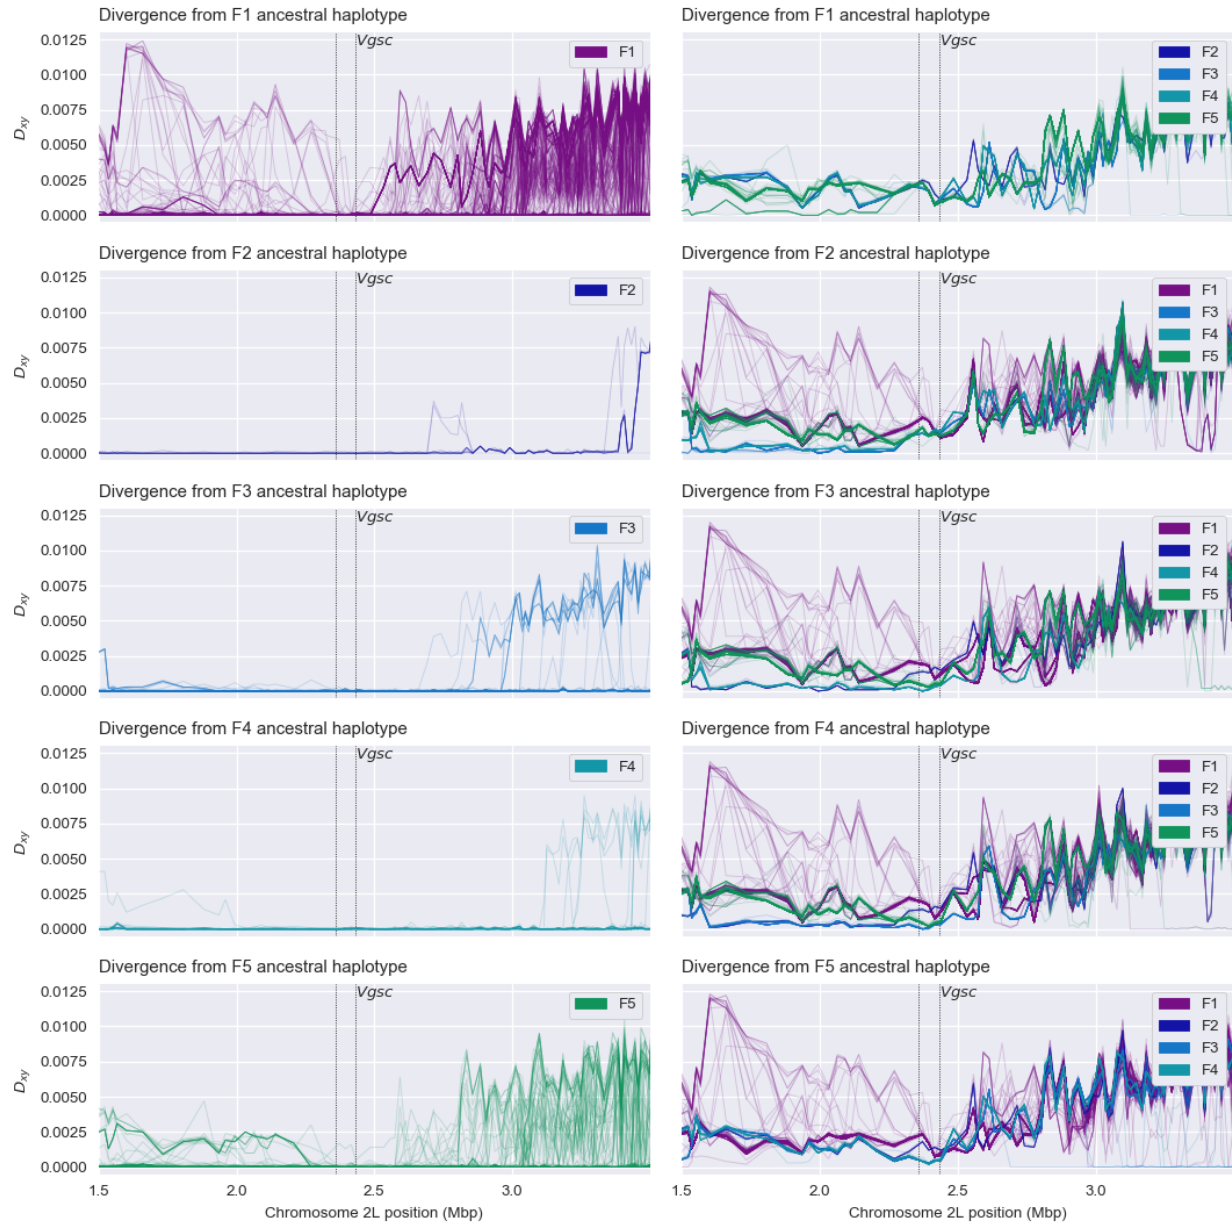 Divergence from F1 ancestral haplotype
Divergence from F1 ancestral haplotype
0.0125
0.0100
0.0075
0.0050
0.0025
0.0000
Dxy
Vgsc
F1
Dxy
Vgsc
F2
F3
F4
F5
Divergence from F2 ancestral haplotype
Divergence from F2 ancestral haplotype
0.0125
0.0100
0.0075
0.0050
0.0025
0.0000
Dxy
Vgsc
F2
Dxy
Vgsc
F1
F3
F4
F5
Divergence from F3 ancestral haplotype
Divergence from F3 ancestral haplotype
0.0125
0.0100
0.0075
0.0050
0.0025
0.0000
Dxy
Vgsc
F3
Dxy
Vgsc
F1
F2
F4
F5
Divergence from F4 ancestral haplotype
Divergence from F4 ancestral haplotype
0.0125
0.0100
0.0075
0.0050
0.0025
0.0000
Dxy
Vgsc
F4
Dxy
Vgsc
F1
F2
F3
F5
Divergence from F5 ancestral haplotype
Divergence from F5 ancestral haplotype
0.0125
0.0100
0.0075
0.0050
0.0025
0.0000
Dxy
Vgsc
F5
Dxy
Vgsc
F1
F2
F3
F4
1.5 2.0 2.5 3.0
Chromosome 2L position (Mbp)
1.5 2.0 2.5 3.0
Chromosome 2L position (Mbp)